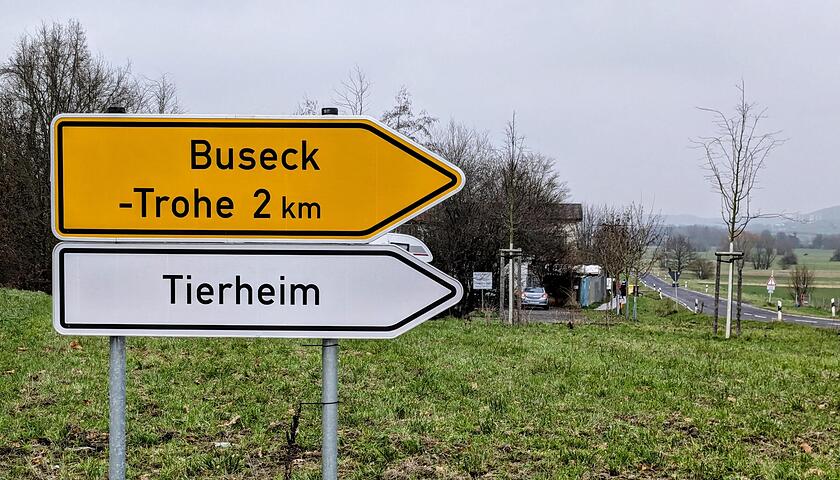 Buseck
-Trohe 2 km
Tierheim